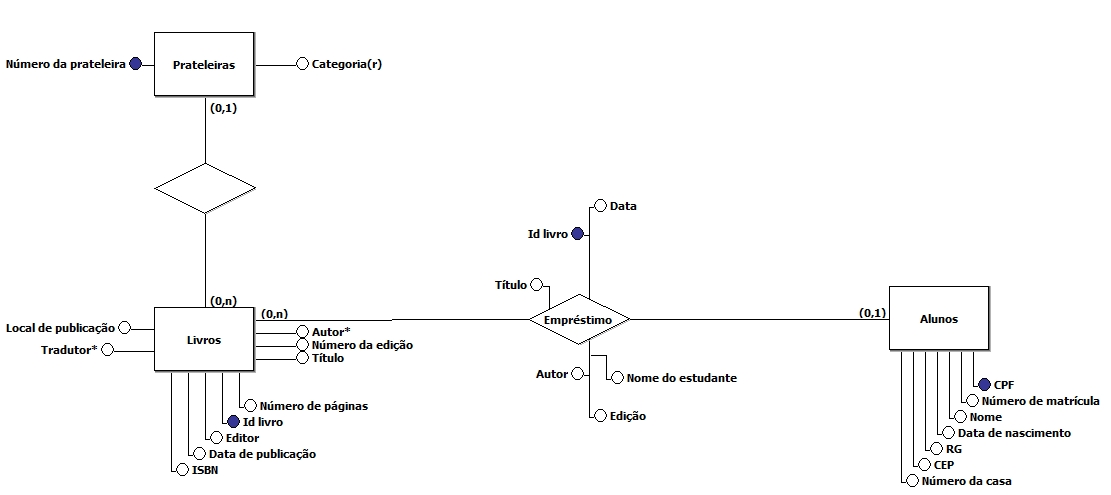 Número da prateleira
Prateleiras
Categoria(r)
(0,1)
Data
Id livro
Título
(0,n)
(0,n)
Empréstimo
(0,1)
Alunos
Local de publicação
Livros
Autor*
Número da edição
Tradutor*
Título
Autor
Nome do estudante
Número de páginas
Id livro
Edição
Editor
Data de publicação
ISBN
CPF
Número de matrícula
Nome
Data de nascimento
RG
CEP
Número da casa